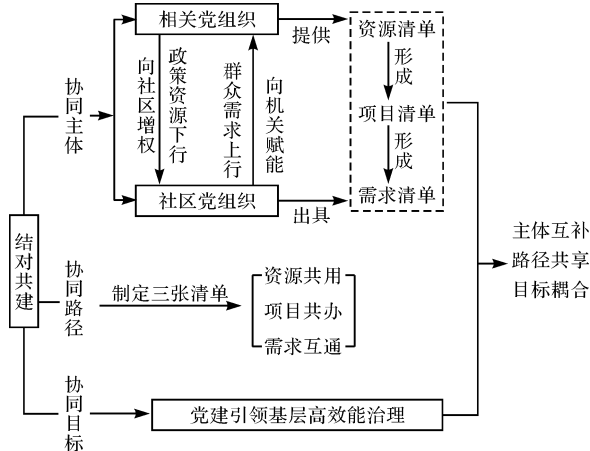 相关党组织
提供
资源清单
形成
项目清单
形成
需求清单
协同主体
向社区增权
政策资源下行
群众需求上行
向机关赋能
社区党组织
出具
结对共建
主体互补
路径共享
目标耦合
协同路径
制定三张清单
资源共用
项目共办
需求互通
协同目标
党建引领基层高效能治理